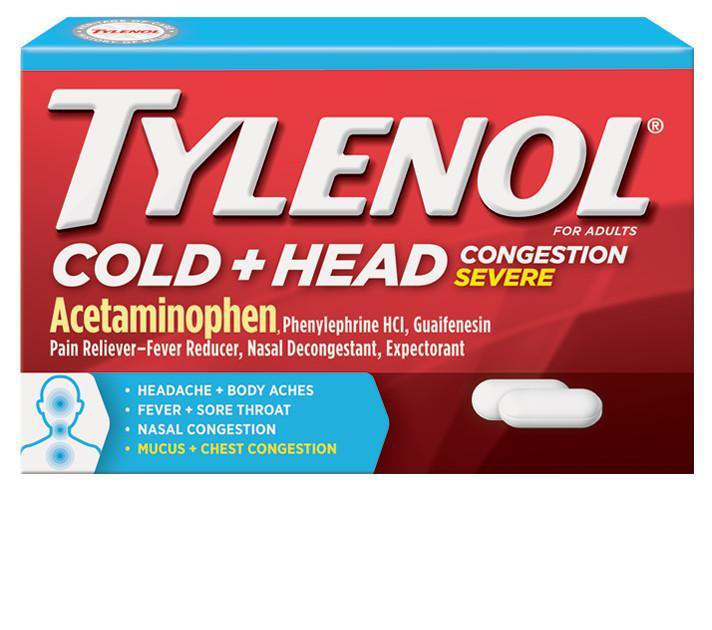 TYLENOL
TYLENOL®
FOR ADULTS
COLD + HEAD CONGESTION
SEVERE
Acetaminophen, Phenylephrine HCl, Guaifenesin
Pain Reliever–Fever Reducer, Nasal Decongestant, Expectorant
• HEADACHE + BODY ACHES
• FEVER + SORE THROAT
• NASAL CONGESTION
• MUCUS + CHEST CONGESTION